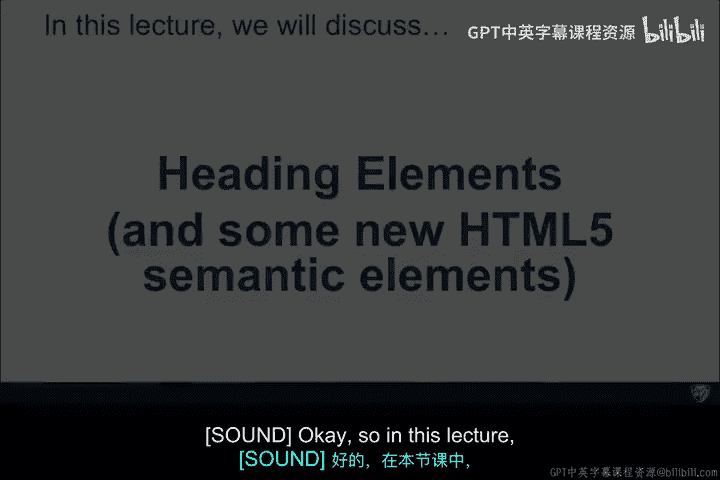 In this lecture, we will discuss…
GPT中英字幕课程资源 bilibili
Heading Elements
(and some new HTML5
semantic elements)
[SOUND] Okay, so in this lecture,
[SOUND] 好的，在本节课中，
GPT中英字幕课程资源@bilibili.com